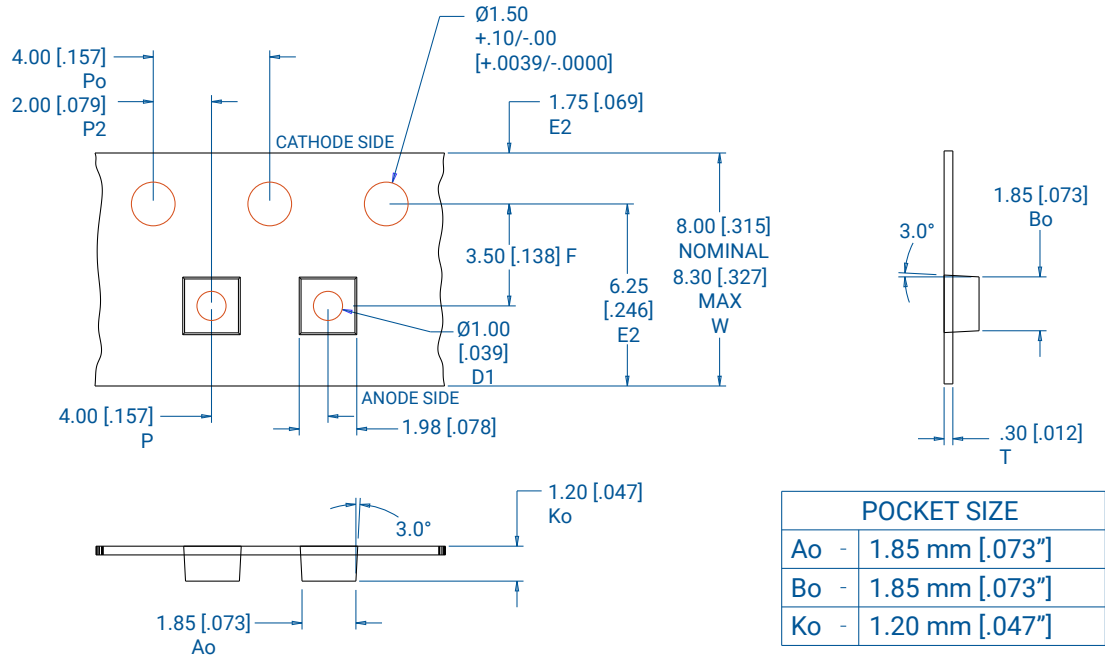 Ø1.50
+.10/-.00
[+.0039/-.0000]
4.00 [.157]
Po
2.00 [.079]
P2
1.75 [.069]
E2
CATHODE SIDE
3.50 [.138] F
6.25
[.246]
E2
8.00 [.315]
NOMINAL
8.30 [.327]
MAX
W
Ø1.00
[.039]
D1
ANODE SIDE
4.00 [.157]
P
1.98 [.078]
1.85 [.073]
Bo
3.0°
.30 [.012]
T
1.20 [.047]
Ko
3.0°
1.85 [.073]
Ao
POCKET SIZE
Ao - 1.85 mm [.073”]
Bo - 1.85 mm [.073”]
Ko - 1.20 mm [.047”]